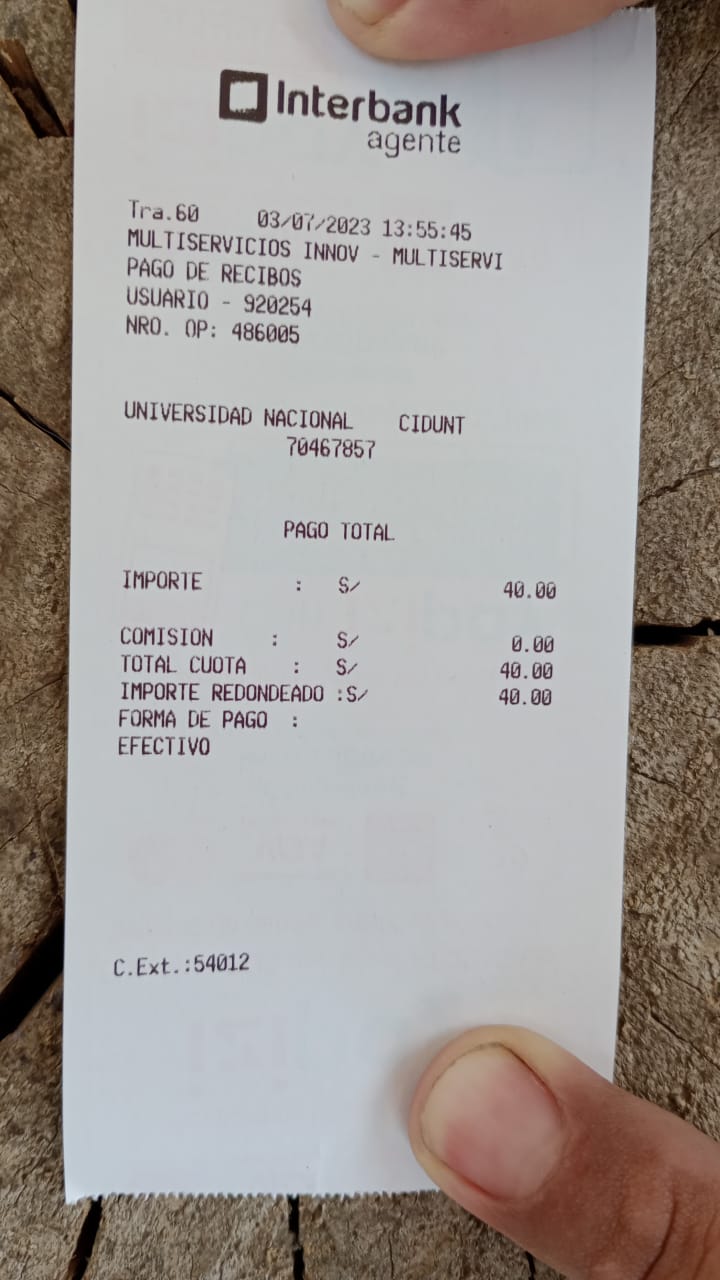 Interbank
agente
Tra.60 03/07/2023 13:55:45
MULTISERVICIOS INNOV - MULTISERVI
PAGO DE RECIBOS
USUARIO - 920254
NRO. OP: 486005
UNIVERSIDAD NACIONAL CIDUNT
70467857
PAGO TOTAL
IMPORTE : S/ 40.00
COMISION : S/ 0.00
TOTAL CUOTA : S/ 40.00
IMPORTE REDONDEADO :S/ 40.00
FORMA DE PAGO :
EFECTIVO
C.Ext.:54012